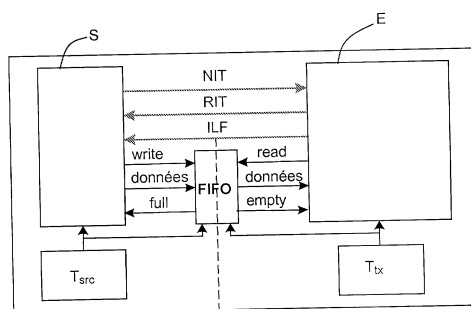 S
E
NIT
RIT
ILF
write
read
données
FIFO
données
full
empty
Tsrc
Ttx